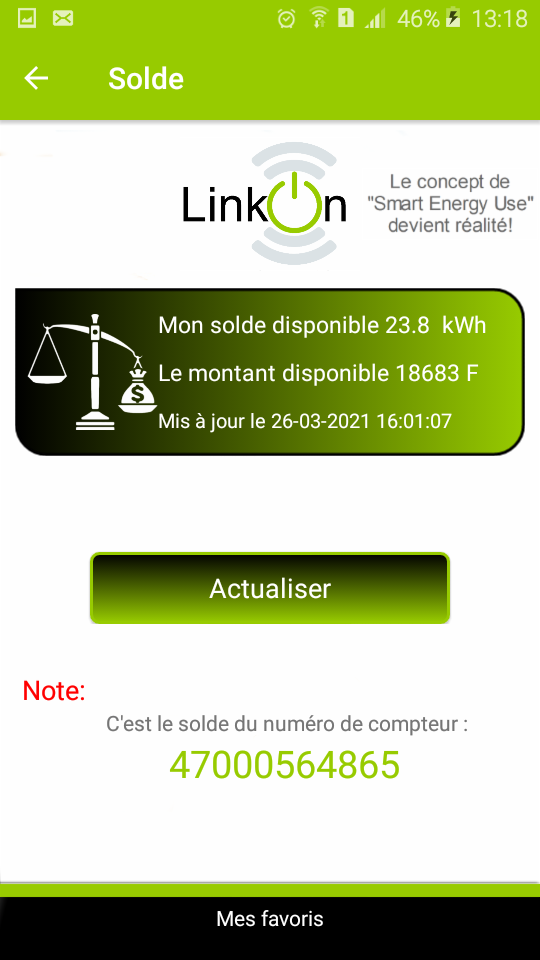 46% 13:18
Solde
LinkOn
Le concept de
"Smart Energy Use"
devient réalité!
Mon solde disponible 23.8 kWh
Le montant disponible 18683 F
Mis à jour le 26-03-2021 16:01:07
Actualiser
Note:
C'est le solde du numéro de compteur :
47000564865
Mes favoris